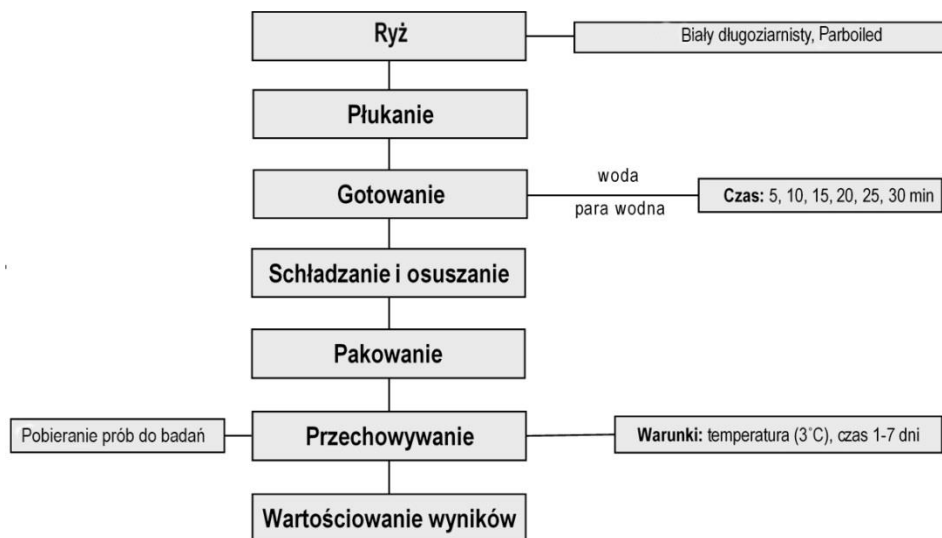 Ryż
Biały długoziarnisty, Parboiled
Płukanie
Gotowanie
woda
para wodna
Czas: 5, 10, 15, 20, 25, 30 min
Schładzanie i osuszanie
Pakowanie
Pobieranie prób do badań
Przechowywanie
Warunki: temperatura (3˚C), czas 1-7 dni
Wartościowanie wyników